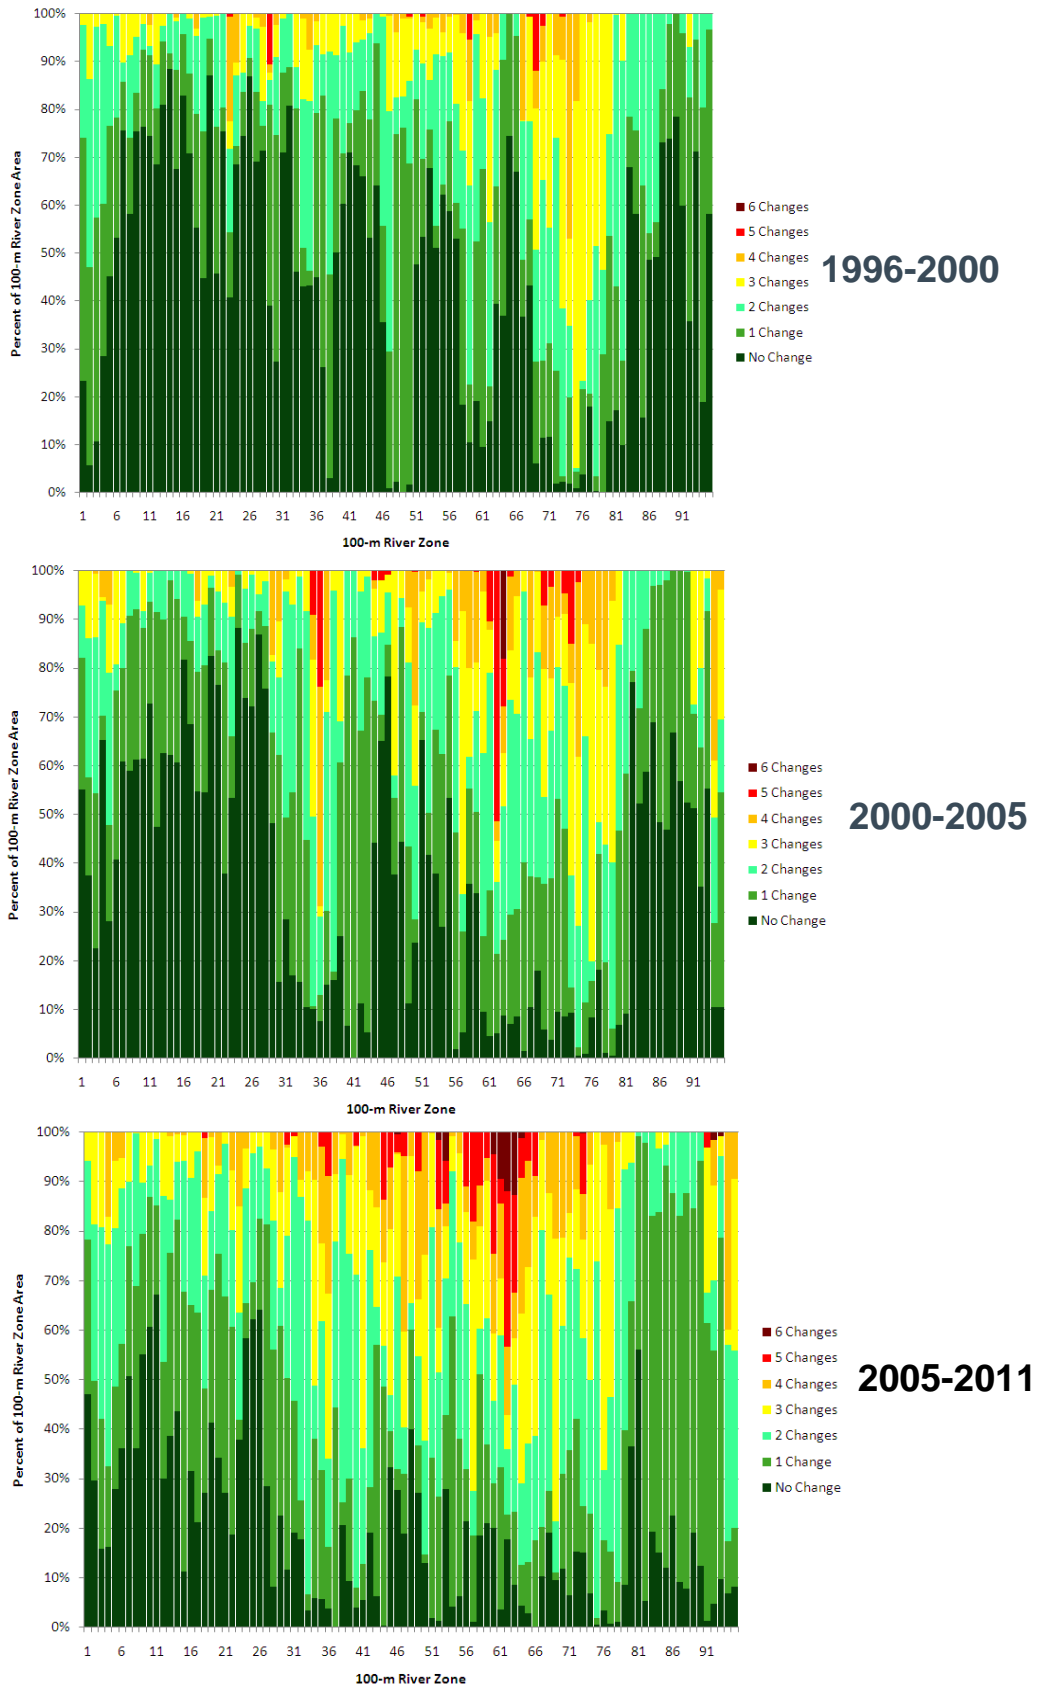 100%
90%
80%
70%
60%
50%
40%
30%
20%
10%
0%
Percent of 100-m River Zone Area
1 6 11 16 21 26 31 36 41 46 51 56 61 66 71 76 81 86 91
100-m River Zone
6 Changes
5 Changes
4 Changes
3 Changes
2 Changes
1 Change
No Change
1996-2000
100%
90%
80%
70%
60%
50%
40%
30%
20%
10%
0%
Percent of 100-m River Zone Area
1 6 11 16 21 26 31 36 41 46 51 56 61 66 71 76 81 86 91
100-m River Zone
6 Changes
5 Changes
4 Changes
3 Changes
2 Changes
1 Change
No Change
2000-2005
100%
90%
80%
70%
60%
50%
40%
30%
20%
10%
0%
Percent of 100-m River Zone Area
1 6 11 16 21 26 31 36 41 46 51 56 61 66 71 76 81 86 91
100-m River Zone
6 Changes
5 Changes
4 Changes
3 Changes
2 Changes
1 Change
No Change
2005-2011